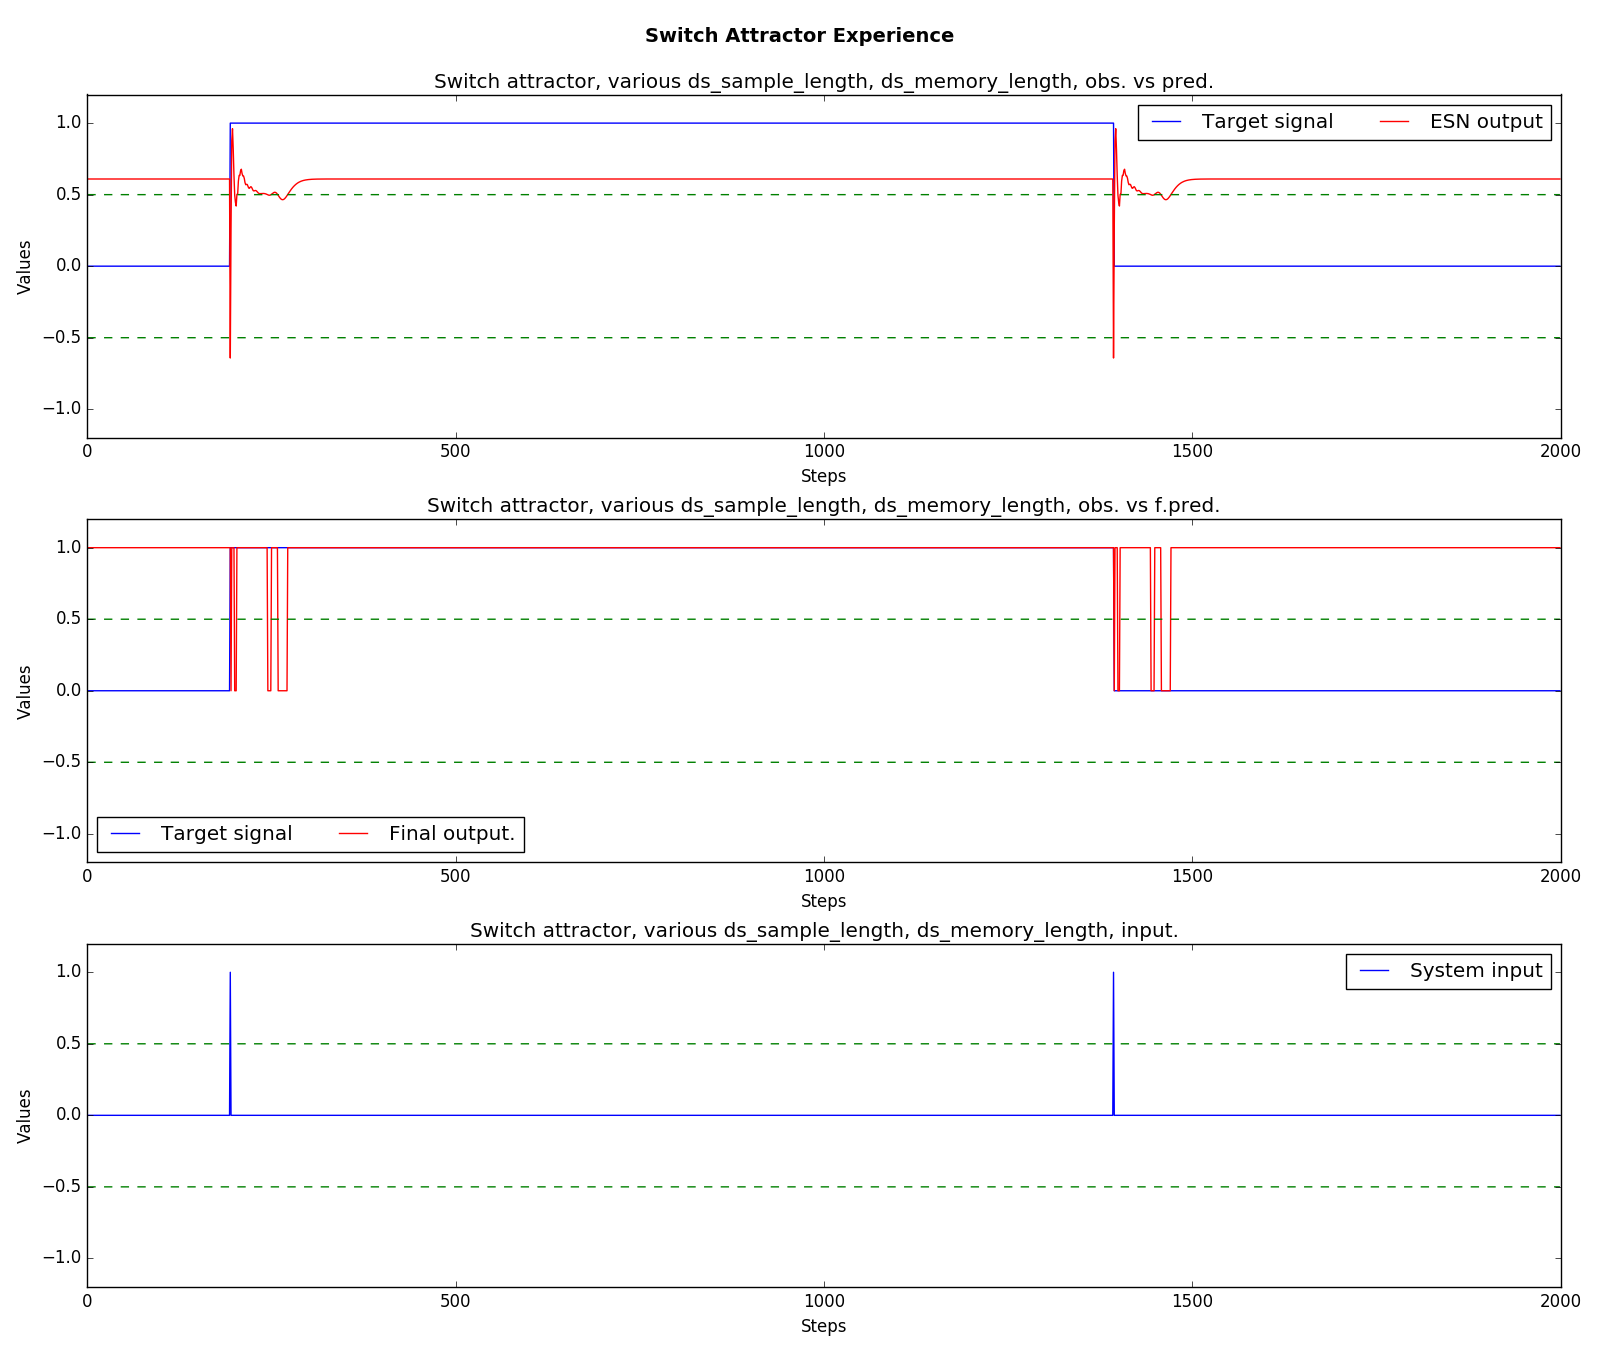 Switch Attractor Experience
Switch attractor, various ds_sample_length, ds_memory_length, obs. vs pred.
Target signal ESN output
1.0
0.5
0.0
−0.5
−1.0
Values
0 500 1000 1500 2000
Steps
Switch attractor, various ds_sample_length, ds_memory_length, obs. vs f.pred.
1.0
0.5
0.0
−0.5
−1.0
Values
Target signal Final output.
0 500 1000 1500 2000
Steps
Switch attractor, various ds_sample_length, ds_memory_length, input.
System input
1.0
0.5
0.0
−0.5
−1.0
Values
0 500 1000 1500 2000
Steps